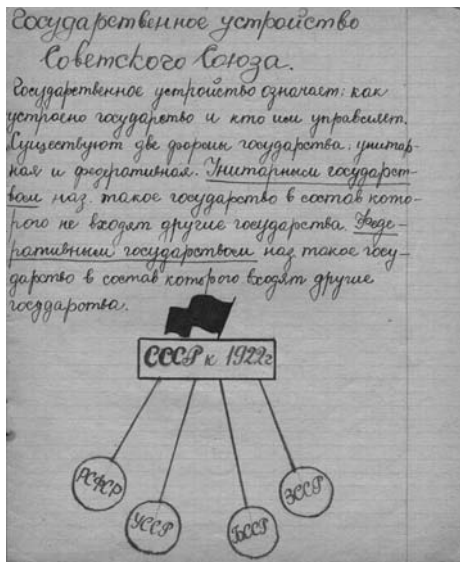 Государственное устройство
Советского Союза.
Государственное устройство означает: как
устроено государство и кто им управляет.
Существуют две формы государства: унитар-
ная и федеративная. Унитарным государст-
вом наз. такое государство в состав кото-
рого не входят другие государства. Феде-
ративным государством наз. такое госу-
дарство в состав которого входят другие
государства.
СССР к 1922г
РСФСР
УССР
БССР
ЗССР